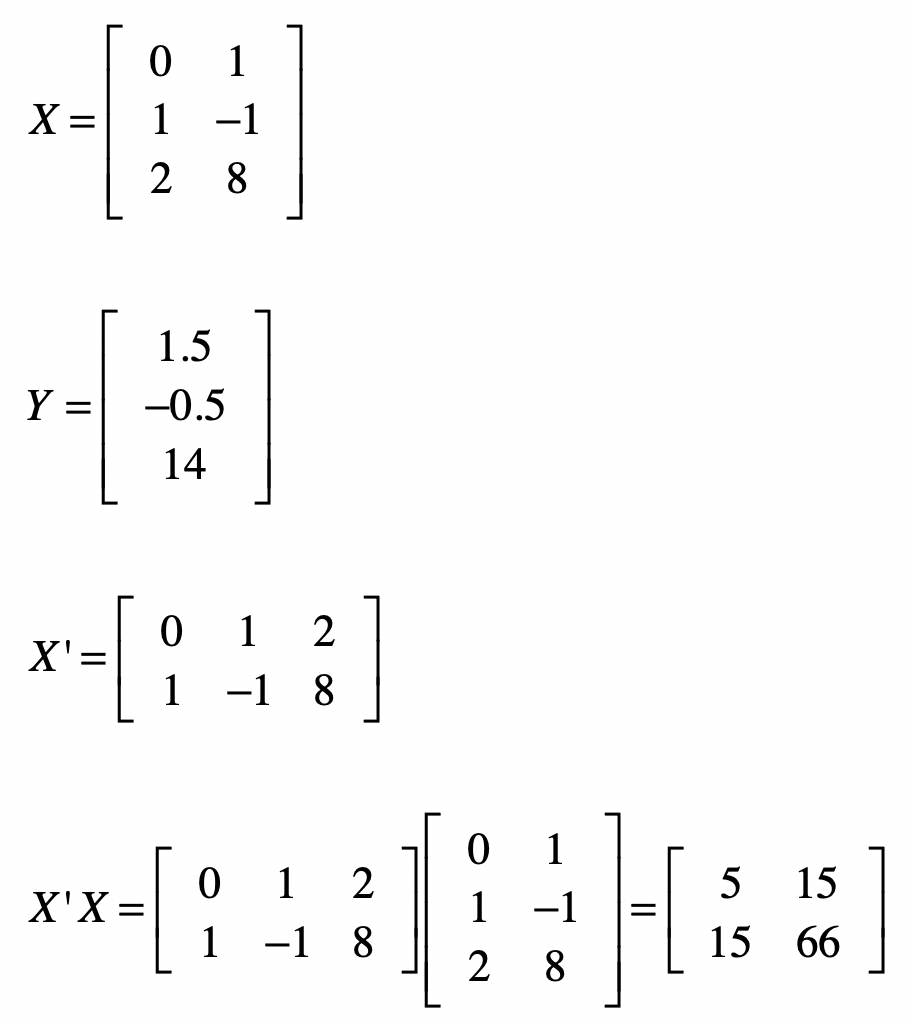 X = [ 0 1
1 −1
2 8 ]
Y = [ 1.5
−0.5
14 ]
X' = [ 0 1 2
1 −1 8 ]
X'X = [ 0 1 2
1 −1 8 ] [ 0 1
1 −1
2 8 ] = [ 5 15
15 66 ]